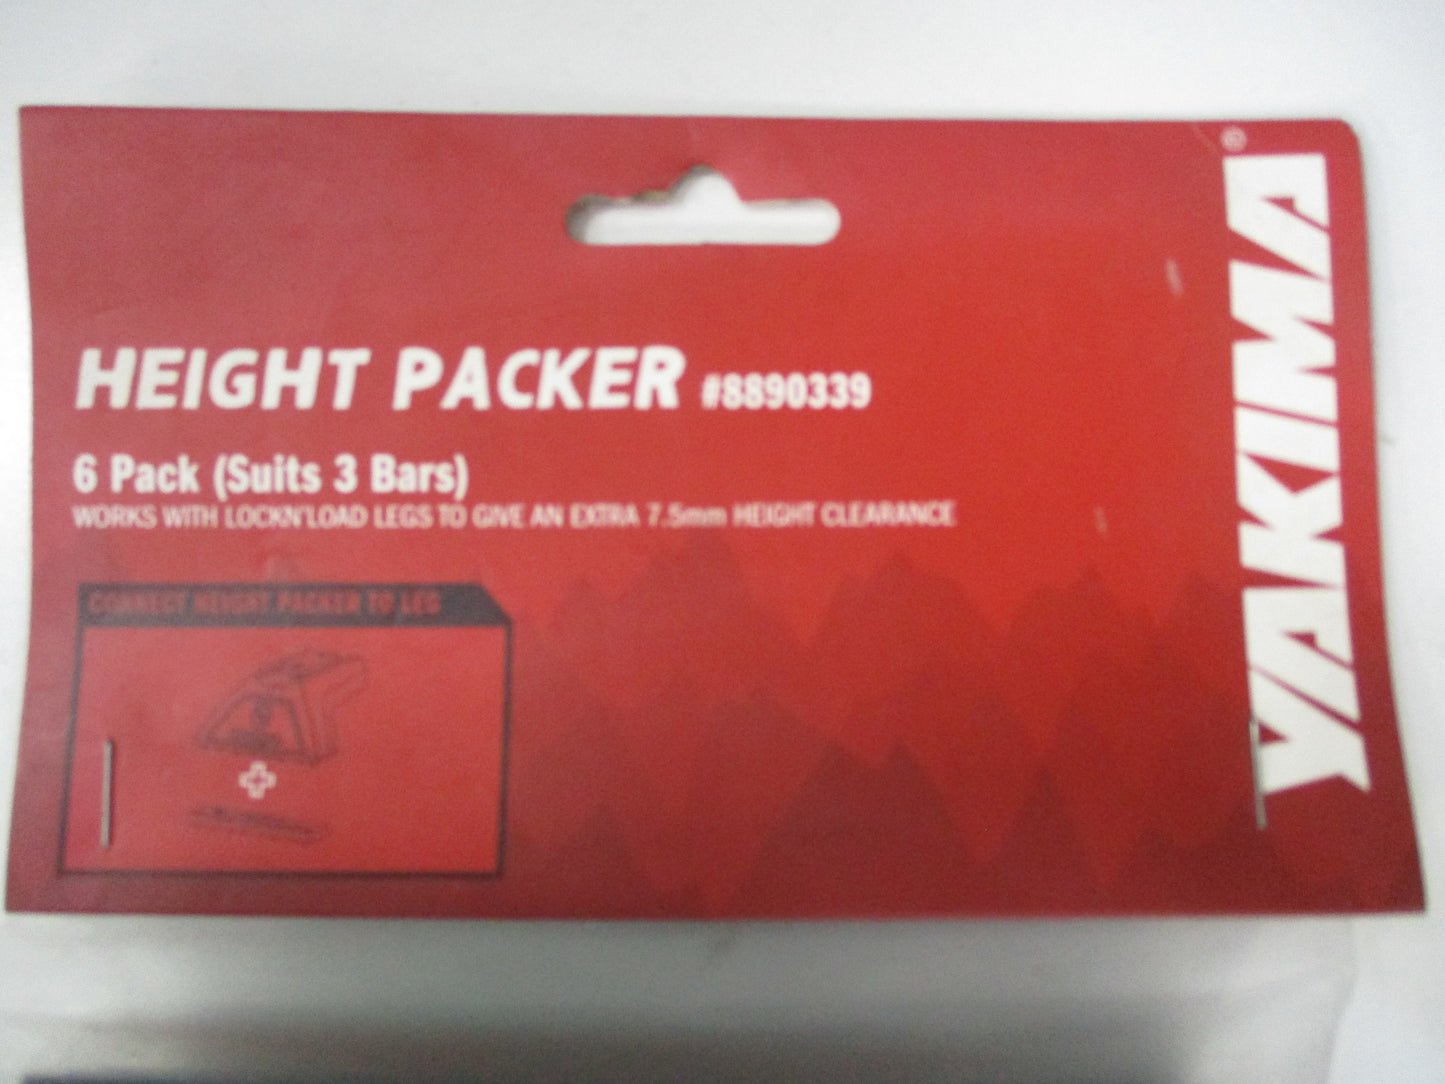 HEIGHT PACKER #8890339
6 Pack (Suits 3 Bars)
WORKS WITH LOCKN'LOAD LEGS TO GIVE AN EXTRA 7.5mm HEIGHT CLEARANCE
CONNECT HEIGHT PACKER TO LEG
YAKIMA®